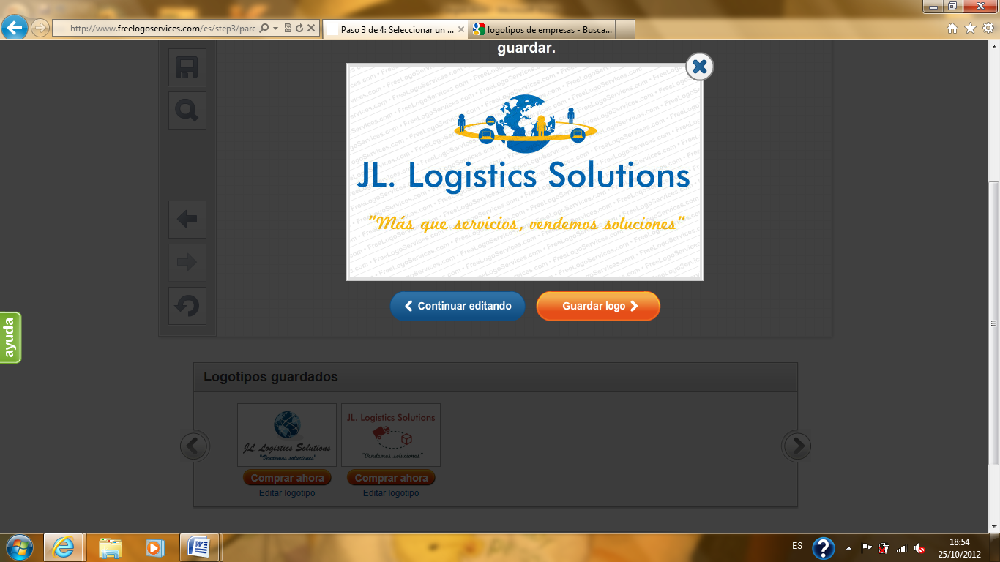 http://www.freelogoservices.com/es/step3/pare
Paso 3 de 4: Seleccionar un ...
logotipos de empresas - Busca...
guardar.
JL. Logistics Solutions
"Más que servicios, vendemos soluciones"
Continuar editando
Guardar logo
ayuda
Logotipos guardados
JL. Logistics Solutions
"Vendemos soluciones"
JL. Logistics Solutions
"Vendemos soluciones"
Comprar ahora
Comprar ahora
Editar logotipo
Editar logotipo
ES
18:54
25/10/2012